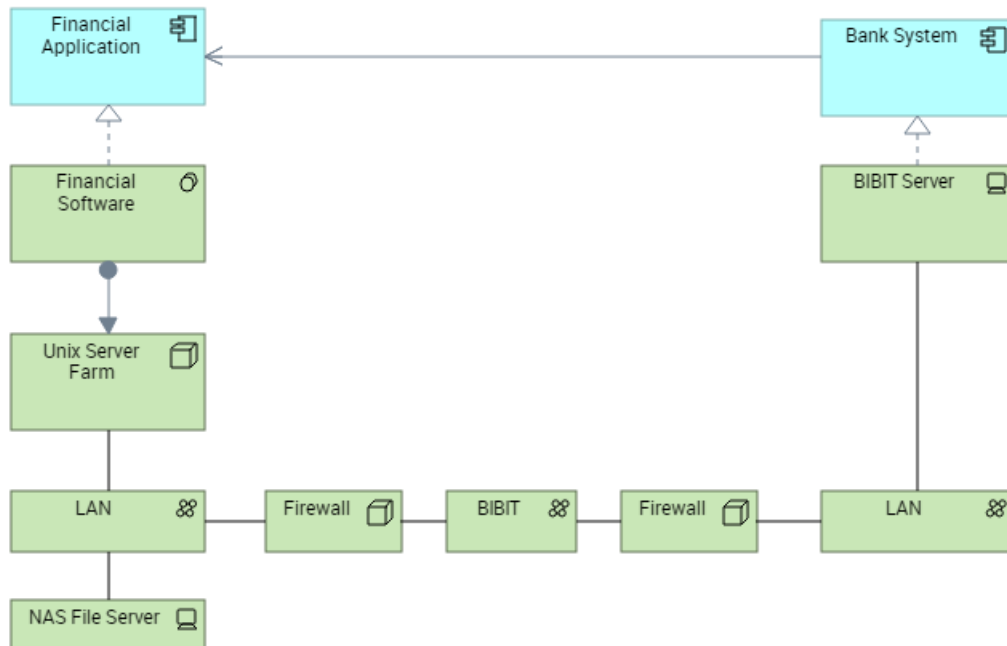 Financial
Application
Bank System
Financial
Software
BIBIT Server
Unix Server
Farm
LAN
Firewall
BIBIT
Firewall
LAN
NAS File Server